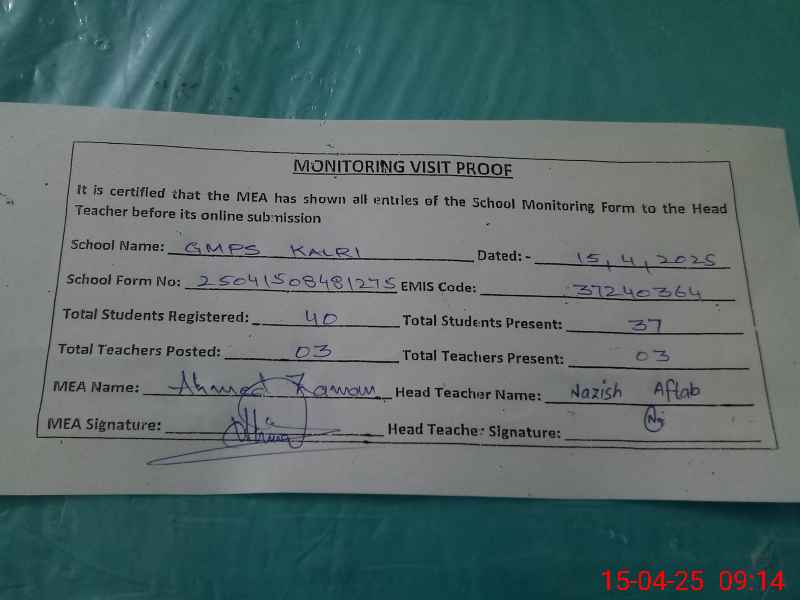 MONITORING VISIT PROOF
It is certified that the MEA has shown all entries of the School Monitoring Form to the Head
Teacher before its online submission
School Name: GMPS KALRI Dated: - 15, 4, 2025
School Form No: 25041508481275 EMIS Code: 37240364
Total Students Registered: 40 Total Students Present: 37
Total Teachers Posted: 03 Total Teachers Present: 03
MEA Name: Ahmed Zaman Head Teacher Name: Nazish Aftab
MEA Signature: Head Teacher Signature:
15-04-25 09:14